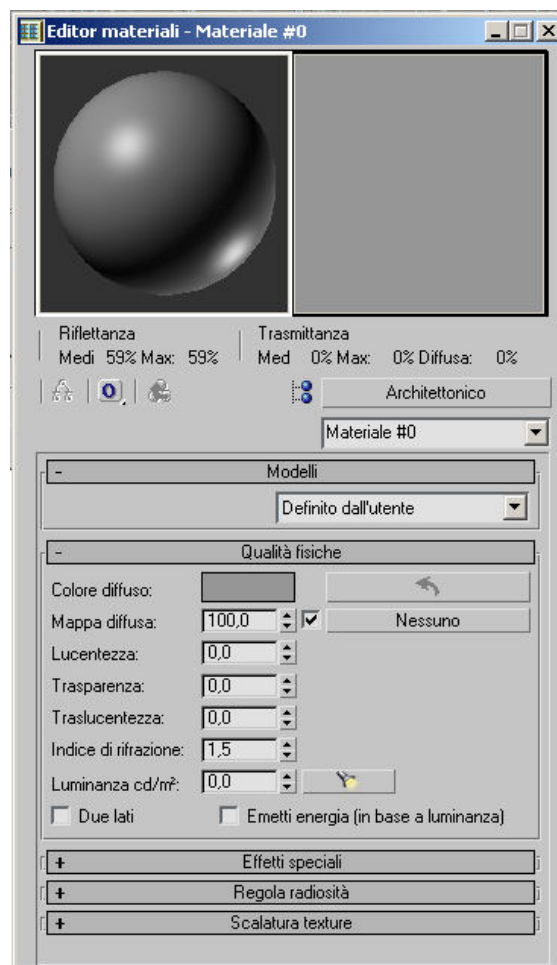 Editor materiali - Materiale #0
Riflettanza
Trasmittanza
Medi 59% Max: 59%
Med 0% Max: 0% Diffusa: 0%
Architettonico
Materiale #0
- Modelli
Definito dall'utente
- Qualità fisiche
Colore diffuso:
Mappa diffusa: 100,0 Nessuno
Lucentezza: 0,0
Trasparenza: 0,0
Traslucentezza: 0,0
Indice di rifrazione: 1,5
Luminanza cd/m²: 0,0
Due lati Emetti energia (in base a luminanza)
+ Effetti speciali
+ Regola radiosità
+ Scalatura texture